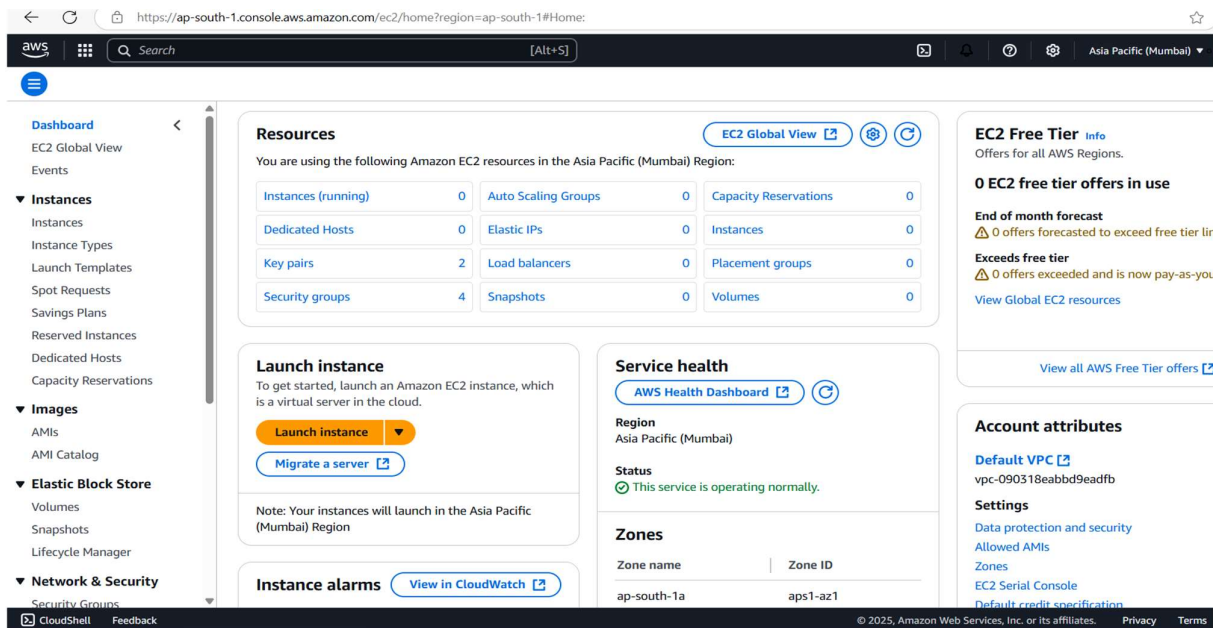 https://ap-south-1.console.aws.amazon.com/ec2/home?region=ap-south-1#Home:
aws
Search [Alt+S]
Asia Pacific (Mumbai)
Dashboard
EC2 Global View
Events
Instances
Instances
Instance Types
Launch Templates
Spot Requests
Savings Plans
Reserved Instances
Dedicated Hosts
Capacity Reservations
Images
AMIs
AMI Catalog
Elastic Block Store
Volumes
Snapshots
Lifecycle Manager
Network & Security
Security Groups
Resources
EC2 Global View
You are using the following Amazon EC2 resources in the Asia Pacific (Mumbai) Region:
Instances (running) 0 Auto Scaling Groups 0 Capacity Reservations 0
Dedicated Hosts 0 Elastic IPs 0 Instances 0
Key pairs 2 Load balancers 0 Placement groups 0
Security groups 4 Snapshots 0 Volumes 0
Launch instance
To get started, launch an Amazon EC2 instance, which
is a virtual server in the cloud.
Launch instance
Migrate a server
Note: Your instances will launch in the Asia Pacific
(Mumbai) Region
Instance alarms View in CloudWatch
Service health
AWS Health Dashboard
Region
Asia Pacific (Mumbai)
Status
This service is operating normally.
Zones
Zone name Zone ID
ap-south-1a aps1-az1
EC2 Free Tier Info
Offers for all AWS Regions.
0 EC2 free tier offers in use
End of month forecast
0 offers forecasted to exceed free tier
Exceeds free tier
0 offers exceeded and is now pay-as-you
View Global EC2 resources
View all AWS Free Tier offers
Account attributes
Default VPC
vpc-090318eabbd9eadfb
Settings
Data protection and security
Allowed AMIs
Zones
EC2 Serial Console
Default credit specification
CloudShell Feedback
© 2025, Amazon Web Services, Inc. or its affiliates. Privacy Terms